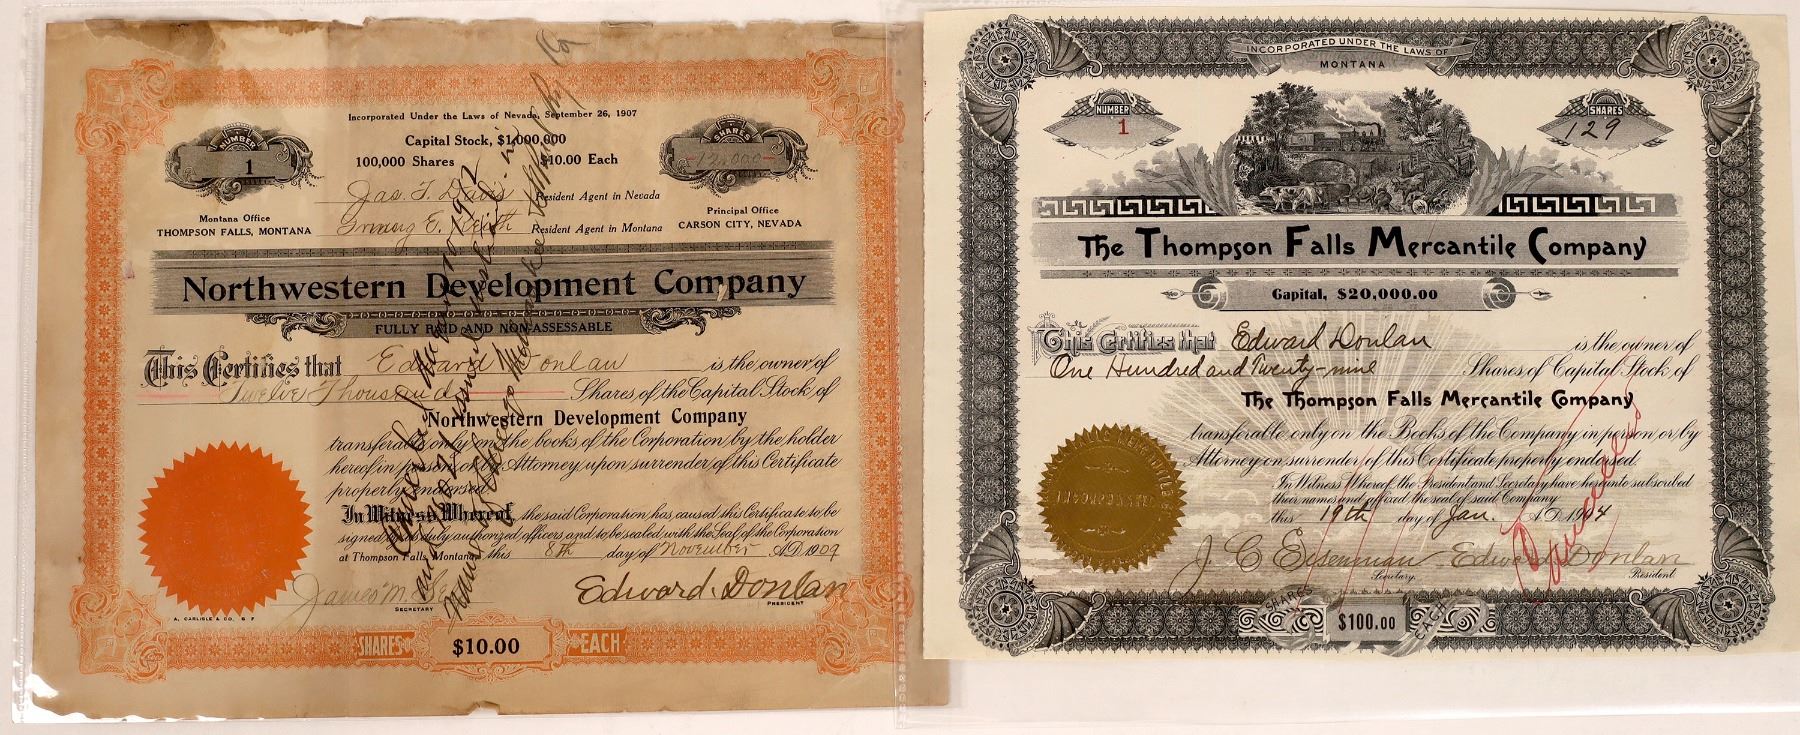 Incorporated Under the Laws of Nevada, September 26, 1907
Capital Stock, $1,000,000
100,000 Shares $10.00 Each
NUMBER
1
SHARES
12,000
Jas. T. Davis Resident Agent in Nevada
E. Keith Resident Agent in Montana
Montana Office
THOMPSON FALLS, MONTANA
Principal Office
CARSON CITY, NEVADA
Northwestern Development Company
FULLY PAID AND NON-ASSESSABLE
This Certifies that Edward Donlan is the owner of
Twelve Thousand Shares of the Capital Stock of
Northwestern Development Company
transferable only on the books of the Corporation by the holder
hereof in person or by Attorney upon surrender of this Certificate
properly endorsed.
In Witness Whereof, the said Corporation has caused this Certificate to be
signed by its duly authorized officers and to be sealed with the Seal of the Corporation
at Thompson Falls, Montana this 8th day of November A.D. 1909
James M.
SECRETARY
Edward Donlan
PRESIDENT
A. CARLISLE & CO. S F
SHARES $10.00 EACH
INCORPORATED UNDER THE LAWS OF
MONTANA
NUMBER
1
SHARES
129
The Thompson Falls Mercantile Company
Capital, $20,000.00
This Certifies that Edward Donlan is the owner of
One Hundred and Twenty-nine Shares of Capital Stock of
The Thompson Falls Mercantile Company
transferable only on the Books of the Company in person or by
Attorney on surrender of this Certificate properly endorsed.
In Witness Whereof, the President and Secretary have hereunto subscribed
their names and affixed the seal of said Company
this 19th day of Jan. A.D. 1904
Cancelled
J. C. Eisenman
Secretary.
Edward Donlan
President
INCORPORATED
SHARES $100.00 EACH